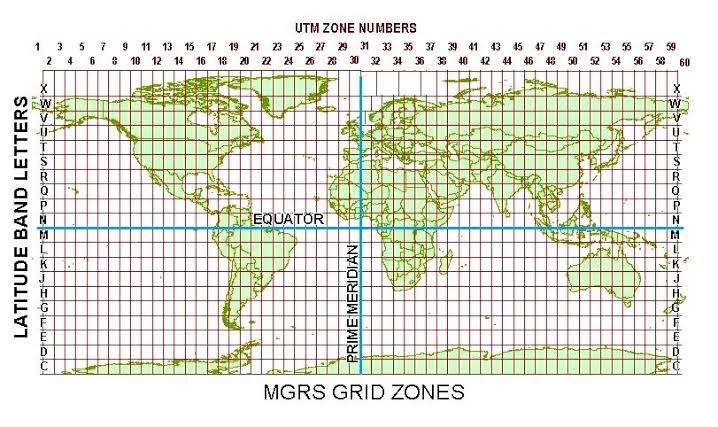 UTM ZONE NUMBERS
1 3 5 7 9 11 13 15 17 19 21 23 25 27 29 31 33 35 37 39 41 43 45 47 49 51 53 55 57 59
2 4 6 8 10 12 14 16 18 20 22 24 26 28 30 32 34 36 38 40 42 44 46 48 50 52 54 56 58 60
LATITUDE BAND LETTERS
X X
W W
V V
U U
T T
S S
R R
Q Q
P P
N N
EQUATOR
M M
L L
K K
J J
H H
G G
F F
E E
D D
C C
PRIME MERIDIAN
MGRS GRID ZONES